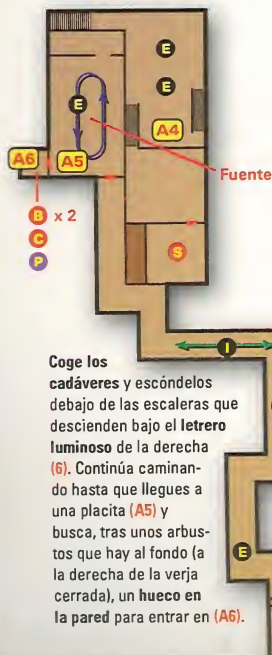 E
E
E
A4
A6
A5
Fuente
B x 2
C
P
S
I
Coge los
cadáveres y escóndelos
debajo de las escaleras que
descienden bajo el letrero
luminoso de la derecha
(6). Continúa caminan-
do hasta que llegues a
una placita (A5) y
busca, tras unos arbus-
tos que hay al fondo (a
la derecha de la verja
cerrada), un hueco en
la pared para entrar en (A6).
E